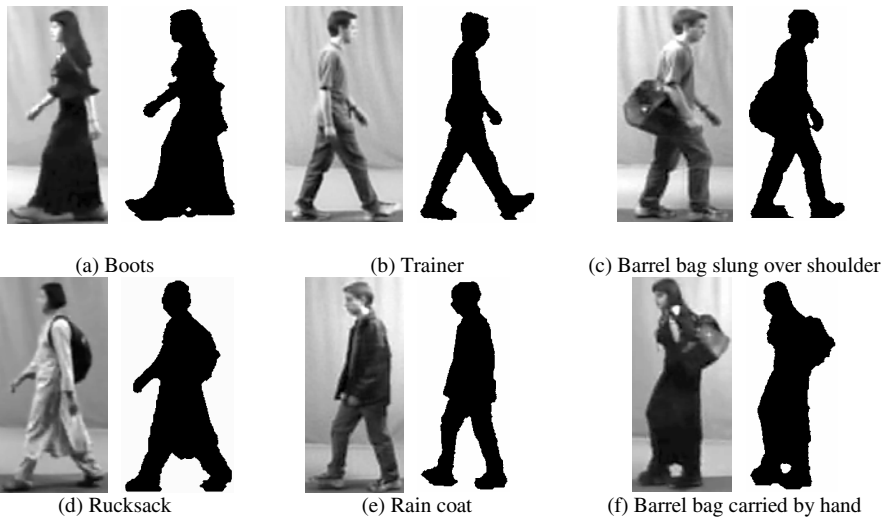 (a) Boots
(b) Trainer
(c) Barrel bag slung over shoulder
(d) Rucksack
(e) Rain coat
(f) Barrel bag carried by hand